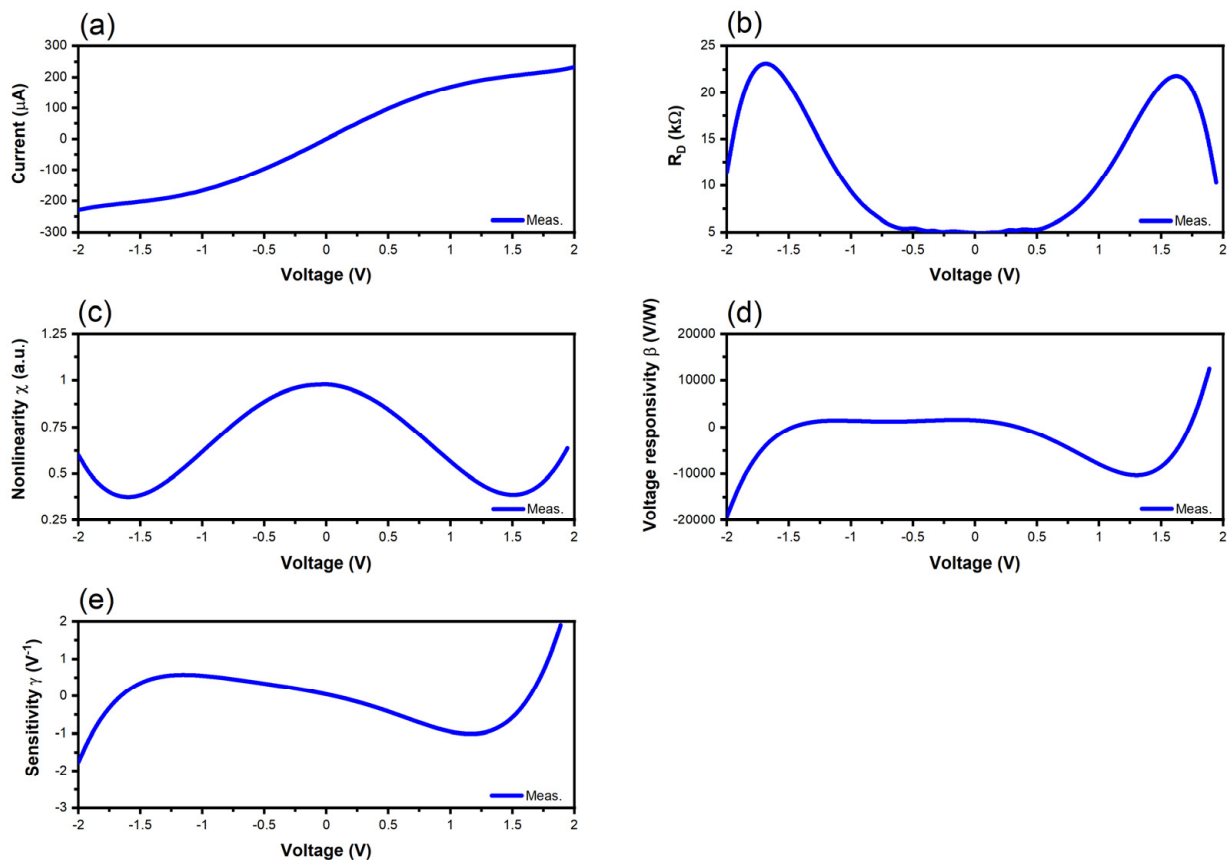 (a)
300
200
100
0
-100
-200
-300
Current (μA)
Meas.
-2 -1.5 -1 -0.5 0 0.5 1 1.5 2
Voltage (V)
(b)
25
20
15
10
5
R_D (kΩ)
Meas.
-2 -1.5 -1 -0.5 0 0.5 1 1.5 2
Voltage (V)
(c)
1.25
1
0.75
0.5
0.25
Nonlinearity χ (a.u.)
Meas.
-2 -1.5 -1 -0.5 0 0.5 1 1.5 2
Voltage (V)
(d)
20000
10000
0
-10000
-20000
Voltage responsivity β (V/W)
Meas.
-2 -1.5 -1 -0.5 0 0.5 1 1.5 2
Voltage (V)
(e)
2
1
0
-1
-2
-3
Sensitivity γ (V⁻¹)
Meas.
-2 -1.5 -1 -0.5 0 0.5 1 1.5 2
Voltage (V)